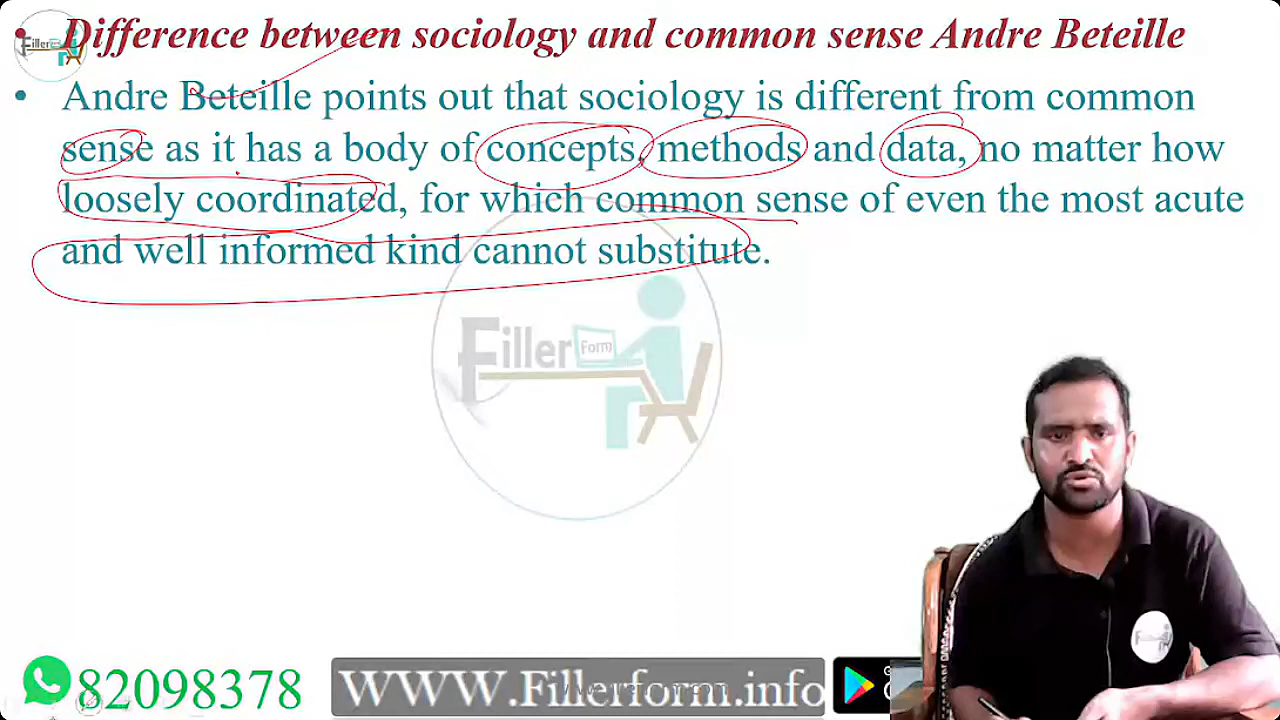 Difference between sociology and common sense Andre Beteille
• Andre Beteille points out that sociology is different from common
sense as it has a body of concepts, methods and data, no matter how
loosely coordinated, for which common sense of even the most acute
and well informed kind cannot substitute.
Filler Form
82098378
WWW.Fillerform.info